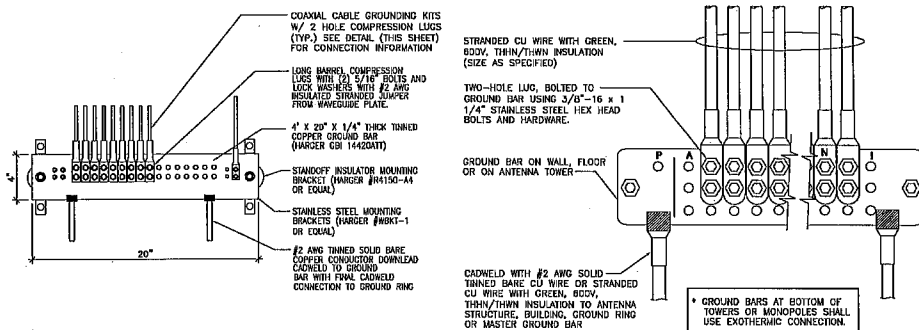 COAXIAL CABLE GROUNDING KITS
W/ 2 HOLE COMPRESSION LUGS
(TYP.) SEE DETAIL (THIS SHEET)
FOR CONNECTION INFORMATION
LONG BARREL COMPRESSION
LUGS WITH (2) 5/16" BOLTS AND
LOCK WASHERS WITH #2 AWG
INSULATED STRANDED JUMPER
FROM WAVEGUIDE PLATE.
4' X 20" X 1/4" THICK TINNED
COPPER GROUND BAR
(HARGER GBI 14420ATT)
STANDOFF INSULATOR MOUNTING
BRACKET (HARGER #R4150-A4
OR EQUAL)
STAINLESS STEEL MOUNTING
BRACKETS (HARGER #WBKT-1
OR EQUAL)
#2 AWG TINNED SOLID BARE
COPPER CONDUCTOR DOWNLEAD
CADWELD TO GROUND
BAR WITH FINAL CADWELD
CONNECTION TO GROUND RING
4"
20"
STRANDED CU WIRE WITH GREEN,
600V, THHN/THWN INSULATION
(SIZE AS SPECIFIED)
TWO-HOLE LUG, BOLTED TO
GROUND BAR USING 3/8"-16 x 1
1/4" STAINLESS STEEL HEX HEAD
BOLTS AND HARDWARE.
GROUND BAR ON WALL, FLOOR
OR ON ANTENNA TOWER
P A N I
CADWELD WITH #2 AWG SOLID
TINNED BARE CU WIRE OR STRANDED
CU WIRE WITH GREEN, 600V,
THHN/THWN INSULATION TO ANTENNA
STRUCTURE, BUILDING, GROUND RING
OR MASTER GROUND BAR
* GROUND BARS AT BOTTOM OF
TOWERS OR MONOPOLES SHALL
USE EXOTHERMIC CONNECTION.